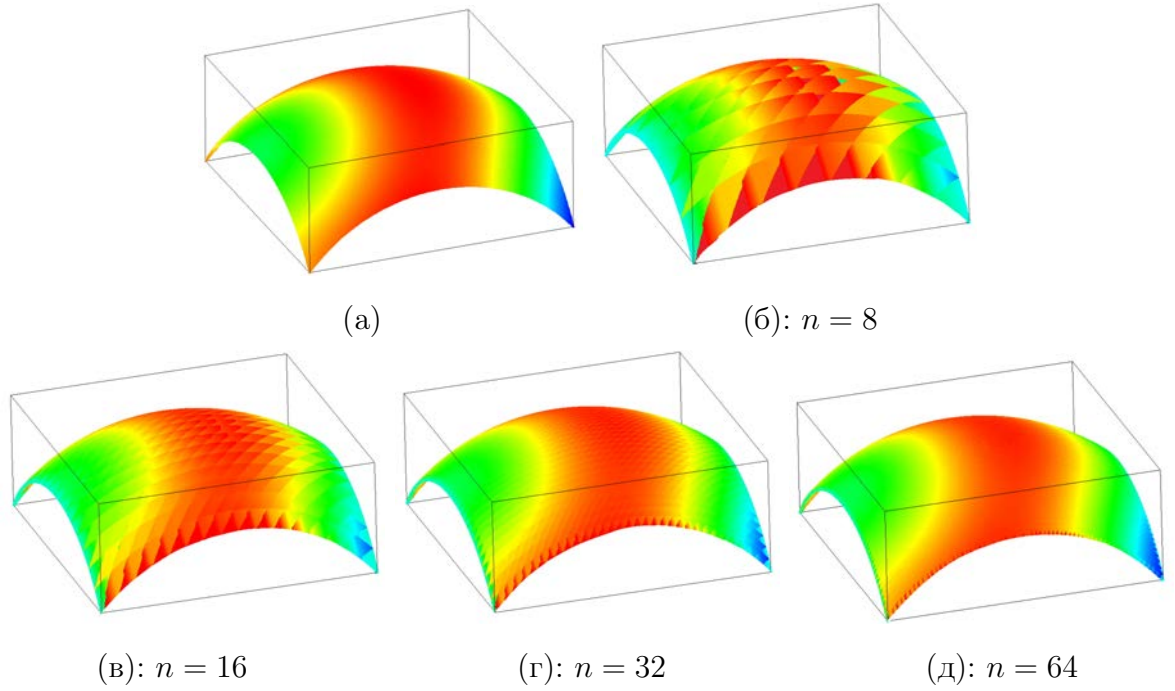 (а)
(б): n = 8
(в): n = 16
(г): n = 32
(д): n = 64